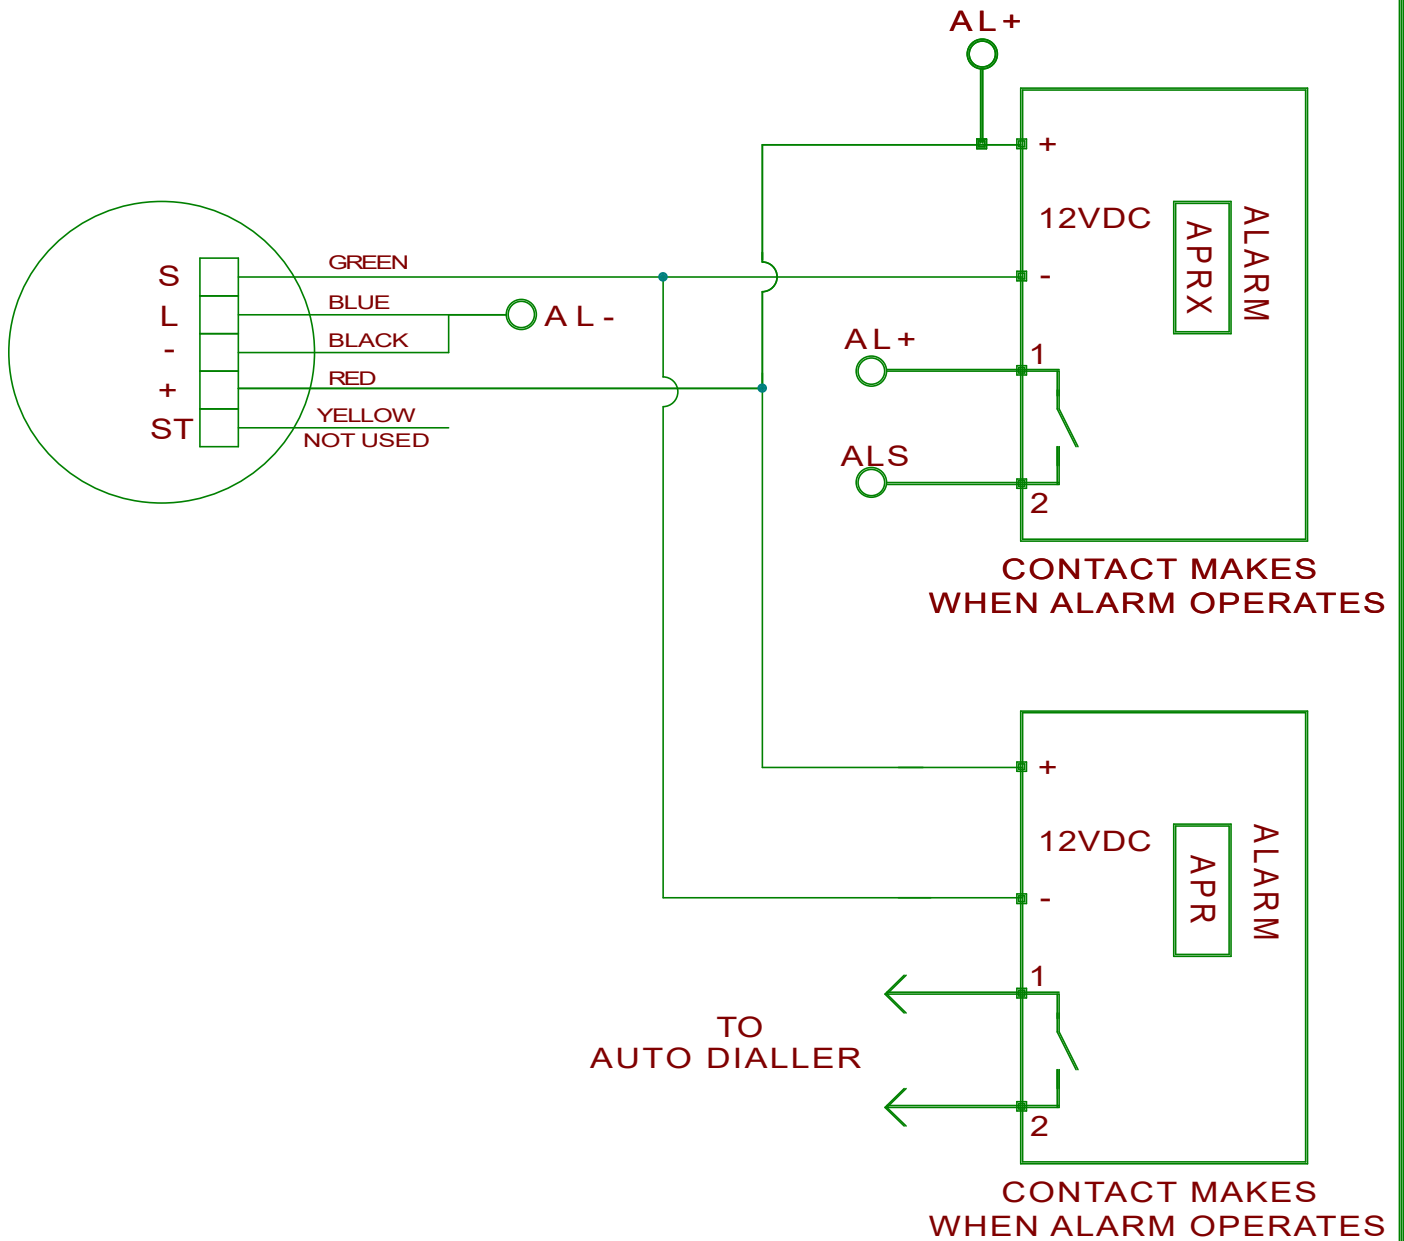 AL+
+
12VDC
-
APRX
ALARM
S
GREEN
L
BLUE
AL-
-
BLACK
+
RED
ST
YELLOW
NOT USED
AL+
1
ALS
2
CONTACT MAKES
WHEN ALARM OPERATES
+
12VDC
-
APR
ALARM
1
TO
AUTO DIALLER
2
CONTACT MAKES
WHEN ALARM OPERATES